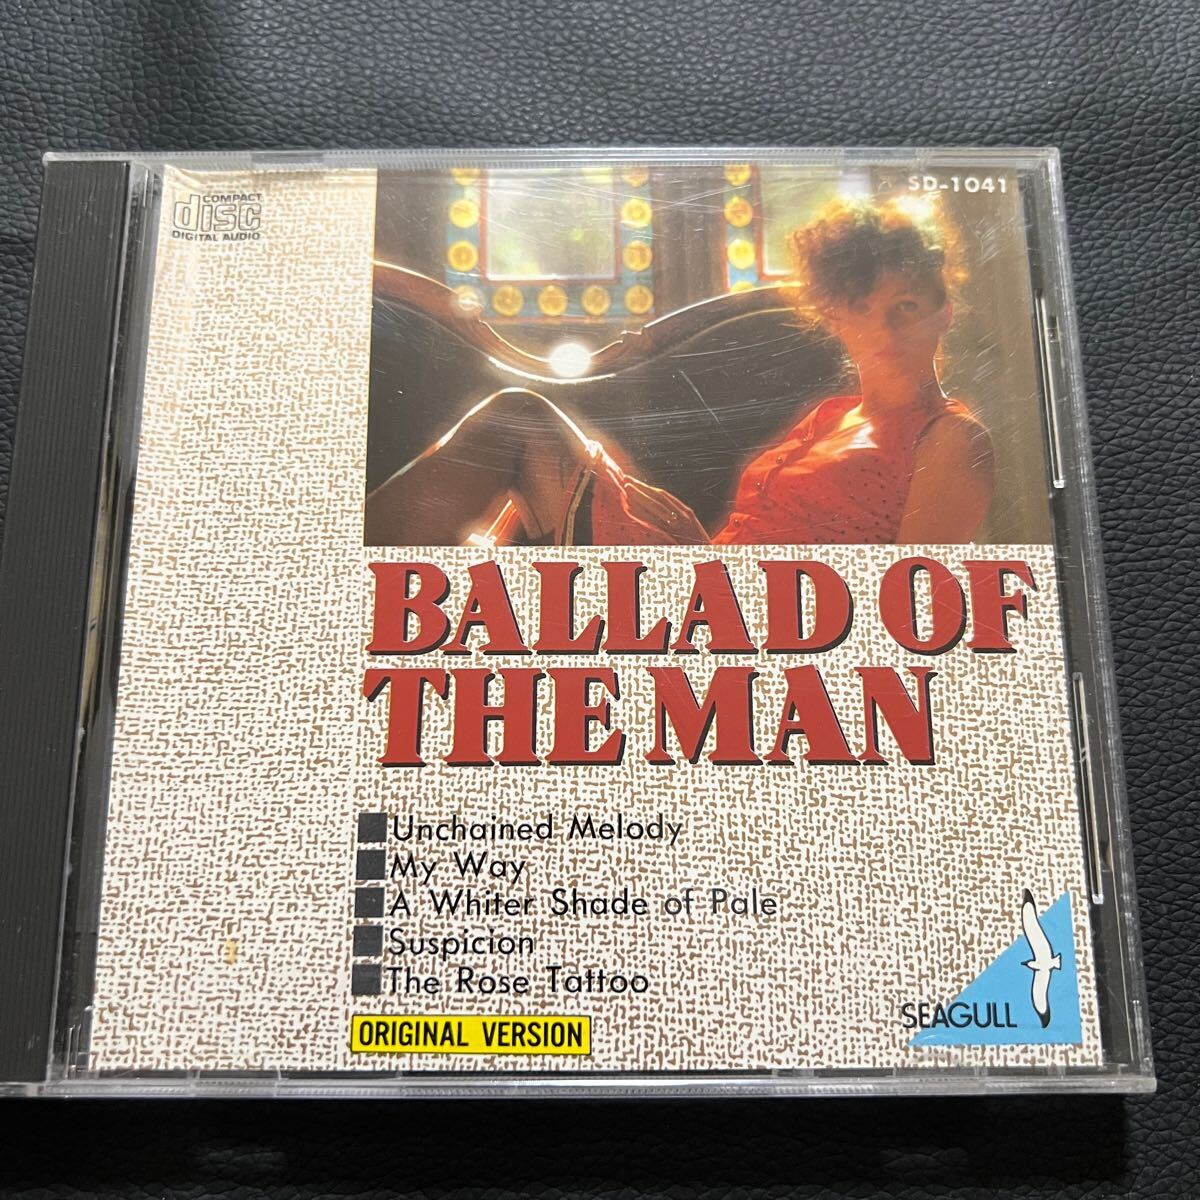 COMPACT
disc
DIGITAL AUDIO
SD-1041
BALLAD OF
THE MAN
Unchained Melody
My Way
A Whiter Shade of Pale
Suspicion
The Rose Tattoo
ORIGINAL VERSION
SEAGULL